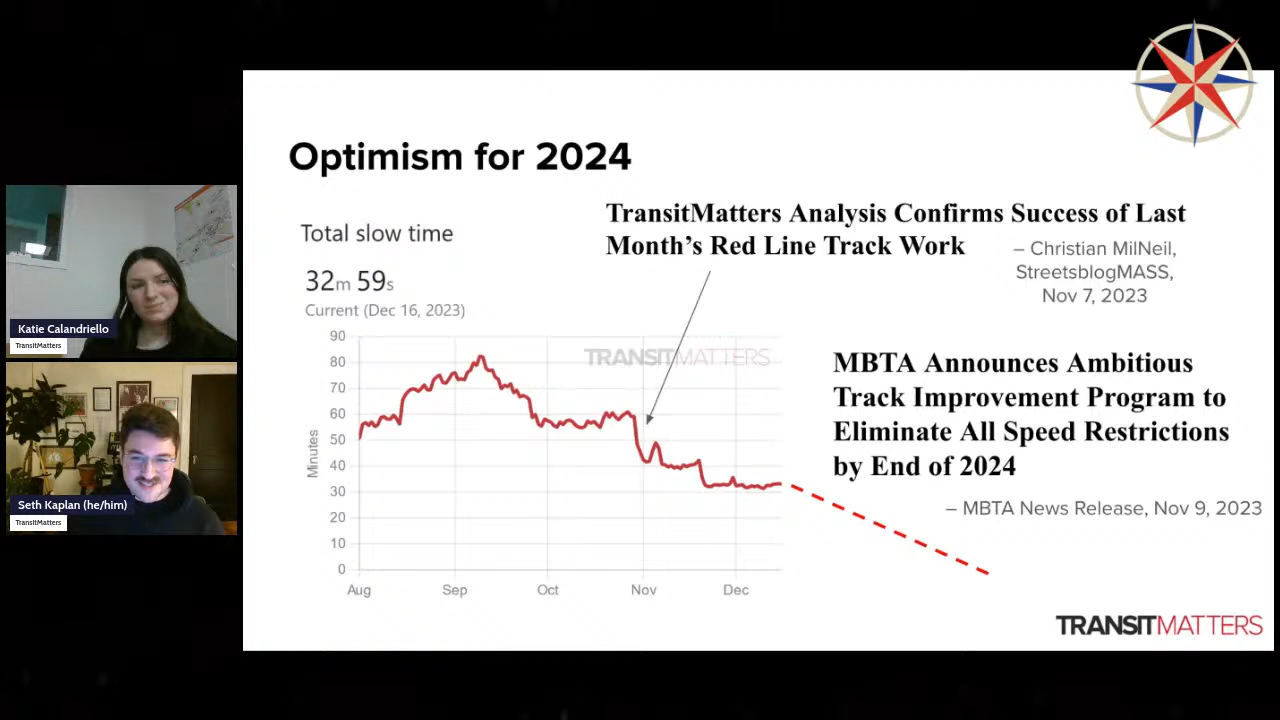 Optimism for 2024
Total slow time
32m 59s
Current (Dec 16, 2023)
TransitMatters Analysis Confirms Success of Last
Month’s Red Line Track Work
– Christian MilNeil,
StreetsblogMASS,
Nov 7, 2023
TRANSITMATTERS
90
80
70
60
50
40
30
20
10
0
Minutes
Aug Sep Oct Nov Dec
MBTA Announces Ambitious
Track Improvement Program to
Eliminate All Speed Restrictions
by End of 2024
– MBTA News Release, Nov 9, 2023
TRANSITMATTERS
Katie Calandriello
TransitMatters
Seth Kaplan (he/him)
TransitMatters